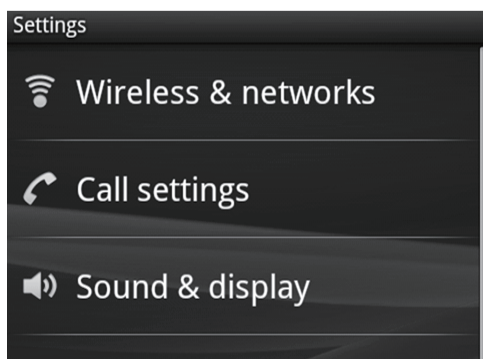 Settings
Wireless & networks
Call settings
Sound & display